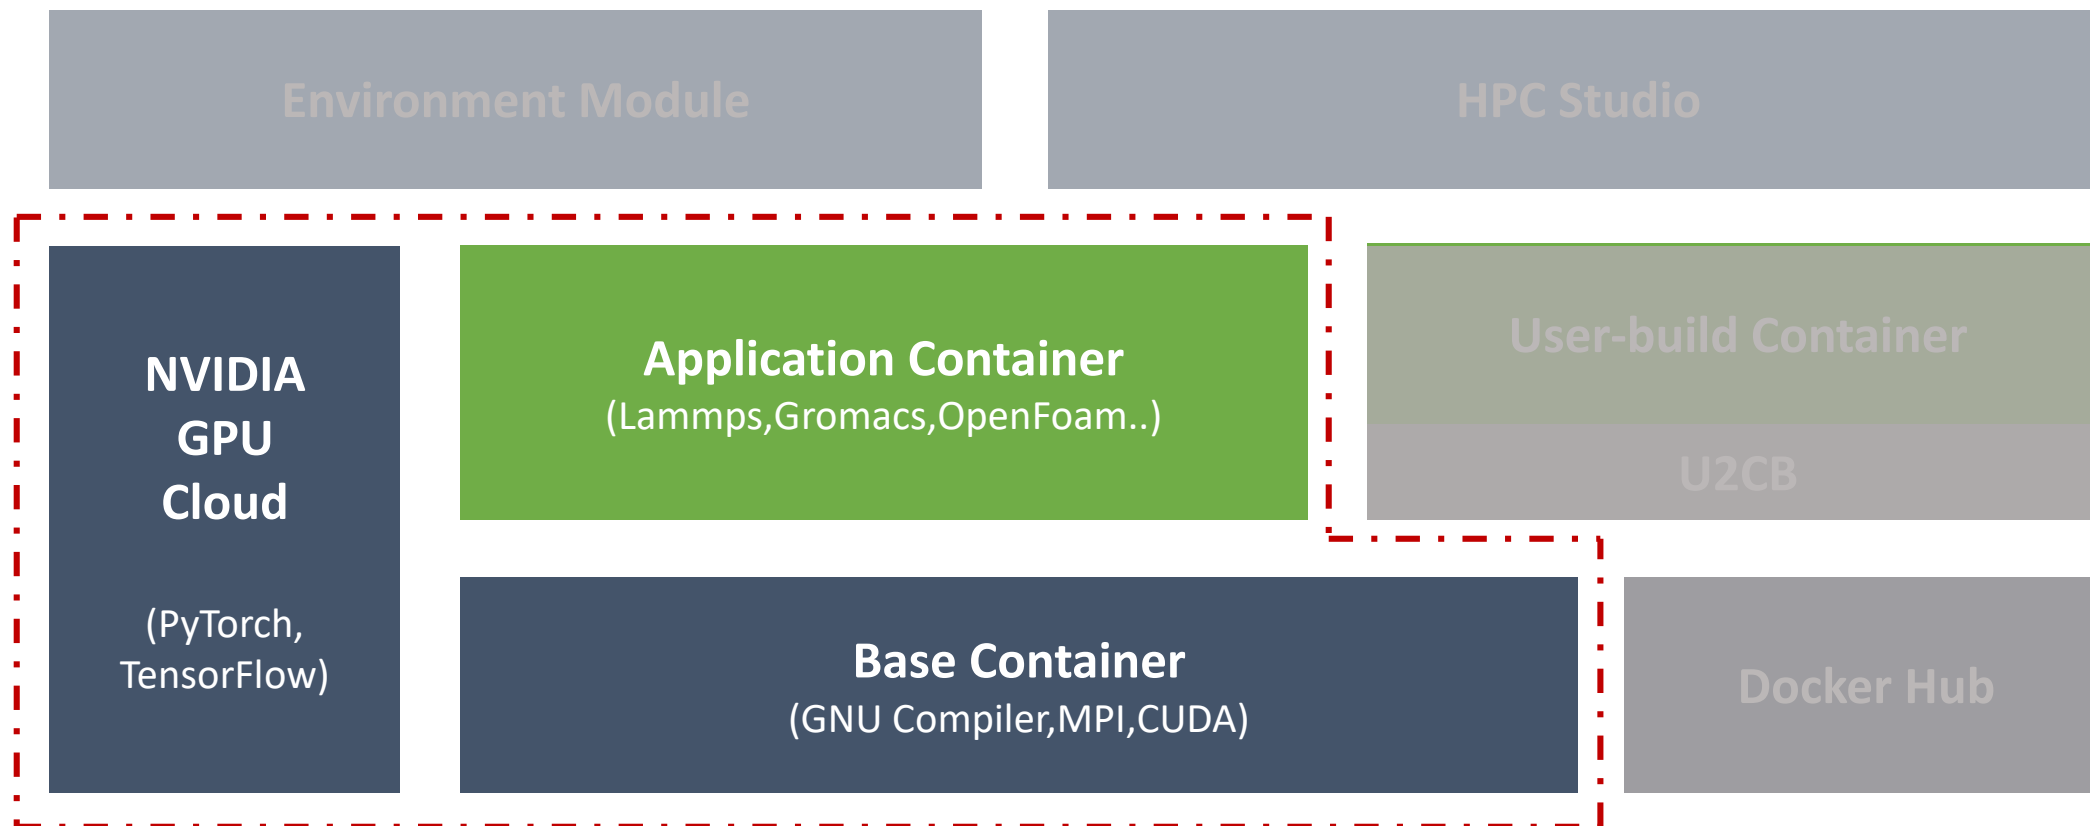 Environment Module
HPC Studio
NVIDIA
GPU
Cloud
(PyTorch,
TensorFlow)
Application Container
(Lammps,Gromacs,OpenFoam..)
User-build Container
U2CB
Base Container
(GNU Compiler,MPI,CUDA)
Docker Hub